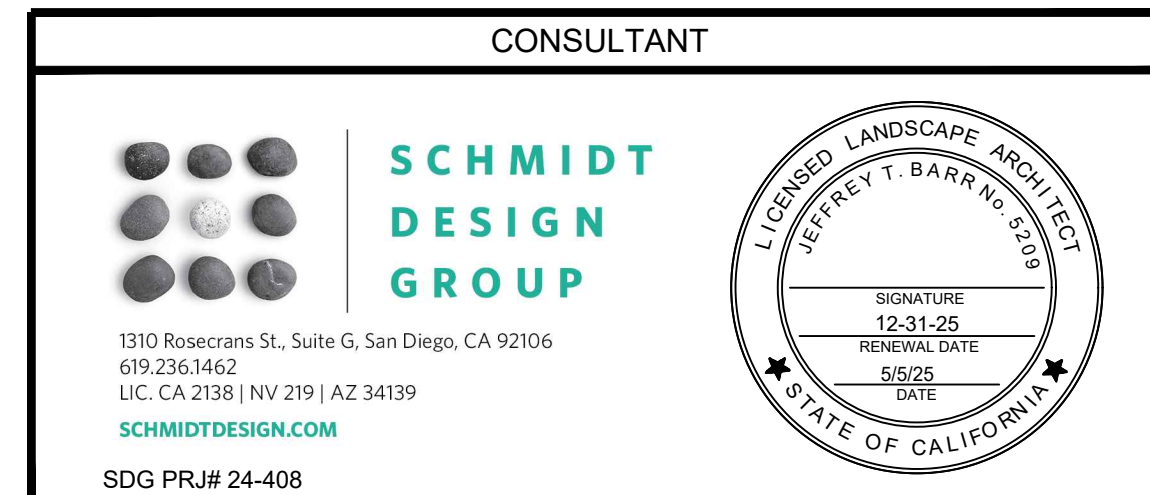 CONSULTANT
SCHMIDT
DESIGN
GROUP
1310 Rosecrans St., Suite G, San Diego, CA 92106
619.236.1462
LIC. CA 2138 | NV 219 | AZ 34139
SCHMIDTDESIGN.COM
SDG PRJ# 24-408
LICENSED LANDSCAPE ARCHITECT
JEFFREY T. BARR No. 5209
SIGNATURE
12-31-25
RENEWAL DATE
5/5/25
DATE
STATE OF CALIFORNIA